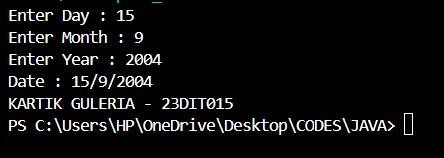 Enter Day : 15
Enter Month : 9
Enter Year : 2004
Date : 15/9/2004
KARTIK GULERIA - 23DIT015
PS C:\Users\HP\OneDrive\Desktop\CODES\JAVA>